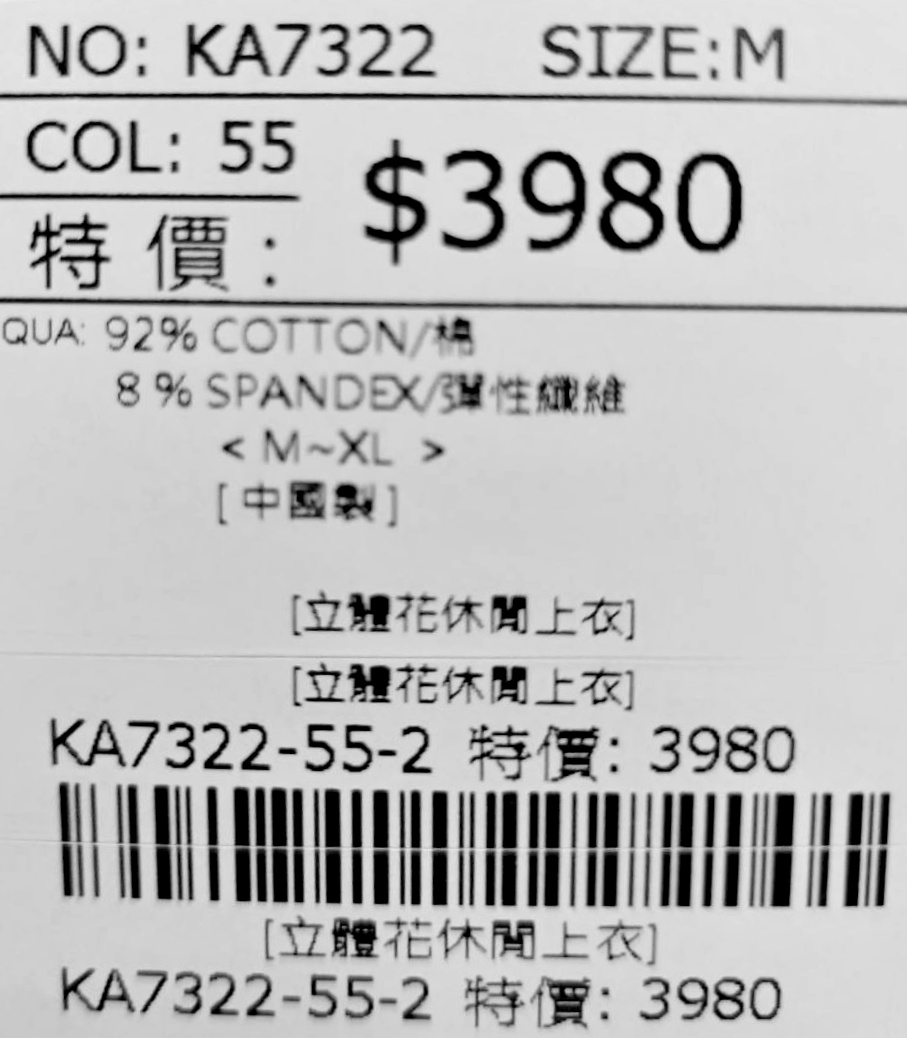 NO: KA7322 SIZE:M
COL: 55
$3980
特價:
QUA: 92% COTTON/棉
8 % SPANDEX/彈性纖維
< M~XL >
[中國製]
[立體花休閒上衣]
[立體花休閒上衣]
KA7322-55-2 特價: 3980
[立體花休閒上衣]
KA7322-55-2 特價: 3980